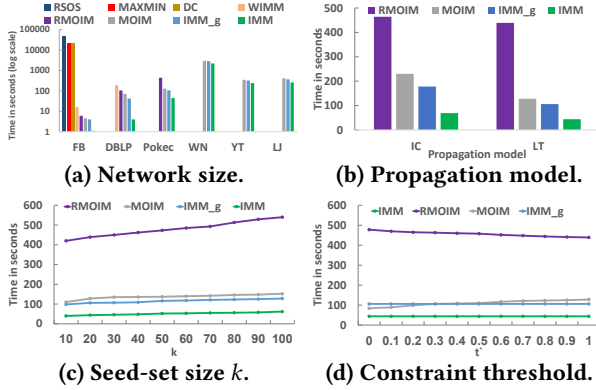 RSOS MAXMIN DC WIMM
RMOIM MOIM IMM_g IMM
Time in seconds (log scale)
100000
10000
1000
100
10
1
FB DBLP Pokec WN YT LJ
(a) Network size.
RMOIM MOIM IMM_g IMM
Time in seconds
500
400
300
200
100
0
IC LT
Propagation model
(b) Propagation model.
RMOIM MOIM IMM_g IMM
Time in seconds
600
500
400
300
200
100
0
10 20 30 40 50 60 70 80 90 100
k
(c) Seed-set size k.
IMM RMOIM MOIM IMM_g
Time in seconds
600
500
400
300
200
100
0
0 0.1 0.2 0.3 0.4 0.5 0.6 0.7 0.8 0.9 1
t`
(d) Constraint threshold.